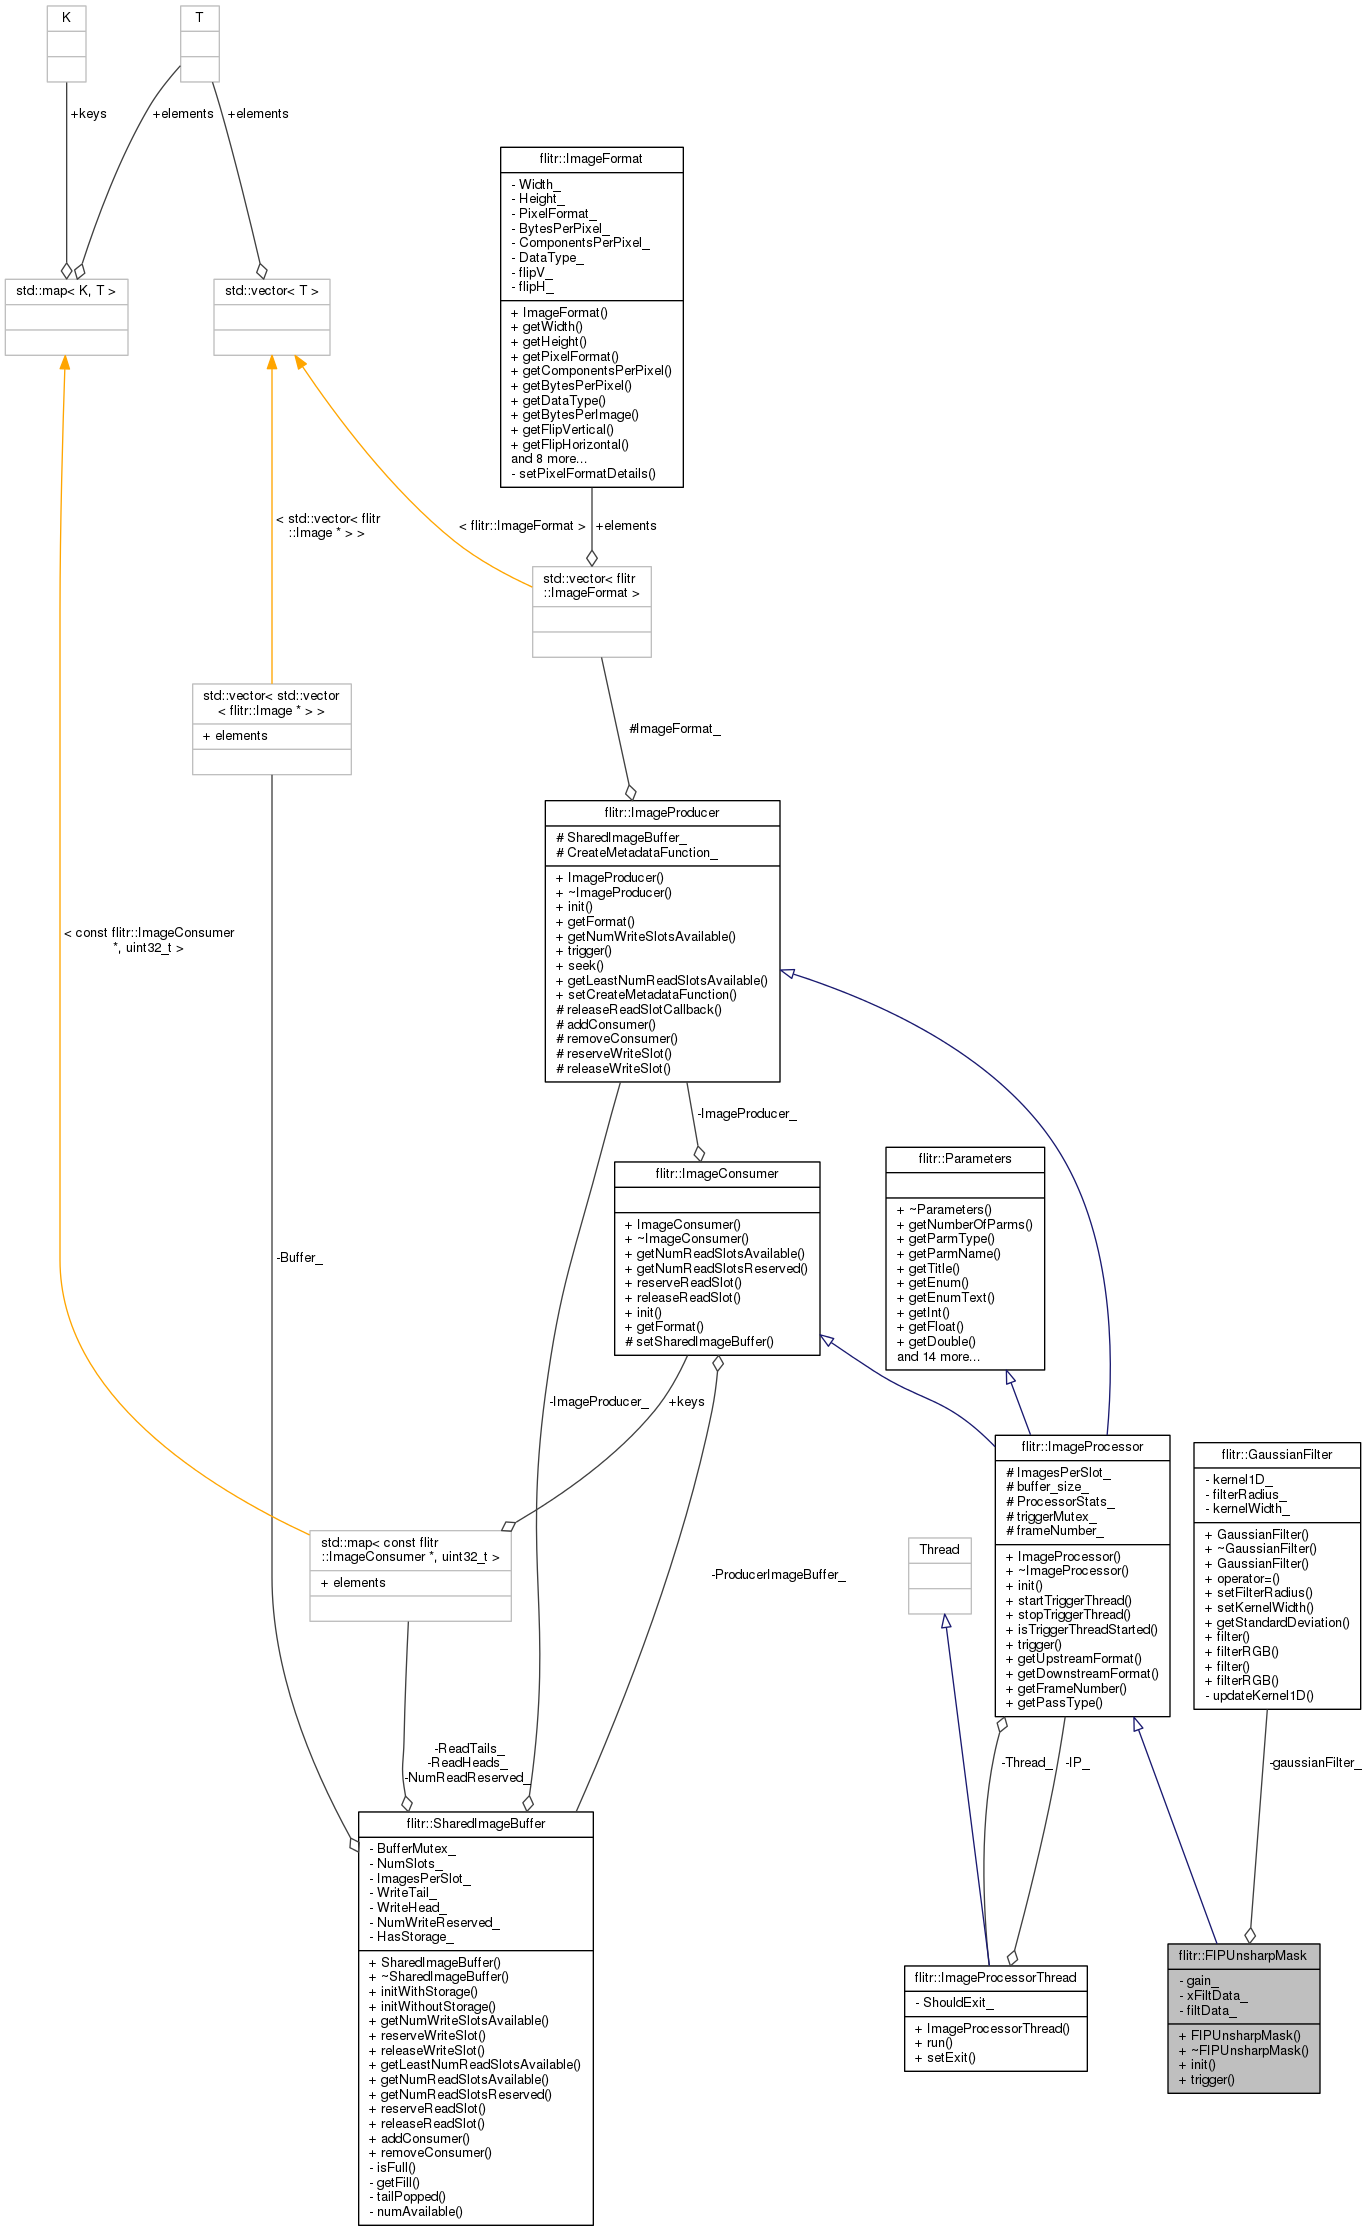 K
T
+keys
+elements
+elements
flitr::ImageFormat
- Width_
- Height_
- PixelFormat_
- BytesPerPixel_
- ComponentsPerPixel_
- DataType_
- flipV_
- flipH_
+ ImageFormat()
+ getWidth()
+ getHeight()
+ getPixelFormat()
+ getComponentsPerPixel()
+ getBytesPerPixel()
+ getDataType()
+ getBytesPerImage()
+ getFlipVertical()
+ getFlipHorizontal()
and 8 more...
- setPixelFormatDetails()
std::map< K, T >
std::vector< T >
< std::vector< flitr
::Image * > >
< flitr::ImageFormat >
+elements
std::vector< flitr
::ImageFormat >
std::vector< std::vector
< flitr::Image * > >
+ elements
#ImageFormat_
flitr::ImageProducer
# SharedImageBuffer_
# CreateMetadataFunction_
+ ImageProducer()
+ ~ImageProducer()
+ init()
+ getFormat()
+ getNumWriteSlotsAvailable()
+ trigger()
+ seek()
+ getLeastNumReadSlotsAvailable()
+ setCreateMetadataFunction()
# releaseReadSlotCallback()
# addConsumer()
# removeConsumer()
# reserveWriteSlot()
# releaseWriteSlot()
< const flitr::ImageConsumer
*, uint32_t >
-ImageProducer_
flitr::ImageConsumer
+ ImageConsumer()
+ ~ImageConsumer()
+ getNumReadSlotsAvailable()
+ getNumReadSlotsReserved()
+ reserveReadSlot()
+ releaseReadSlot()
+ init()
+ getFormat()
# setSharedImageBuffer()
flitr::Parameters
+ ~Parameters()
+ getNumberOfParms()
+ getParmType()
+ getParmName()
+ getTitle()
+ getEnum()
+ getEnumText()
+ getInt()
+ getFloat()
+ getDouble()
and 14 more...
-Buffer_
-ImageProducer_
+keys
flitr::ImageProcessor
# ImagesPerSlot_
# buffer_size_
# ProcessorStats_
# triggerMutex_
# frameNumber_
+ ImageProcessor()
+ ~ImageProcessor()
+ init()
+ startTriggerThread()
+ stopTriggerThread()
+ isTriggerThreadStarted()
+ trigger()
+ getUpstreamFormat()
+ getDownstreamFormat()
+ getFrameNumber()
+ getPassType()
flitr::GaussianFilter
- kernel1D_
- filterRadius_
- kernelWidth_
+ GaussianFilter()
+ ~GaussianFilter()
+ GaussianFilter()
+ operator=()
+ setFilterRadius()
+ setKernelWidth()
+ getStandardDeviation()
+ filter()
+ filterRGB()
+ filter()
+ filterRGB()
- updateKernel1D()
std::map< const flitr
::ImageConsumer *, uint32_t >
+ elements
Thread
-ProducerImageBuffer_
-ReadTails_
-ReadHeads_
-NumReadReserved_
-Thread_
-IP_
-gaussianFilter_
flitr::SharedImageBuffer
- BufferMutex_
- NumSlots_
- ImagesPerSlot_
- WriteTail_
- WriteHead_
- NumWriteReserved_
- HasStorage_
+ SharedImageBuffer()
+ ~SharedImageBuffer()
+ initWithStorage()
+ initWithoutStorage()
+ getNumWriteSlotsAvailable()
+ reserveWriteSlot()
+ releaseWriteSlot()
+ getLeastNumReadSlotsAvailable()
+ getNumReadSlotsAvailable()
+ getNumReadSlotsReserved()
+ reserveReadSlot()
+ releaseReadSlot()
+ addConsumer()
+ removeConsumer()
- isFull()
- getFill()
- tailPopped()
- numAvailable()
flitr::ImageProcessorThread
- ShouldExit_
+ ImageProcessorThread()
+ run()
+ setExit()
flitr::FIPUnsharpMask
- gain_
- xFiltData_
- filtData_
+ FIPUnsharpMask()
+ ~FIPUnsharpMask()
+ init()
+ trigger()